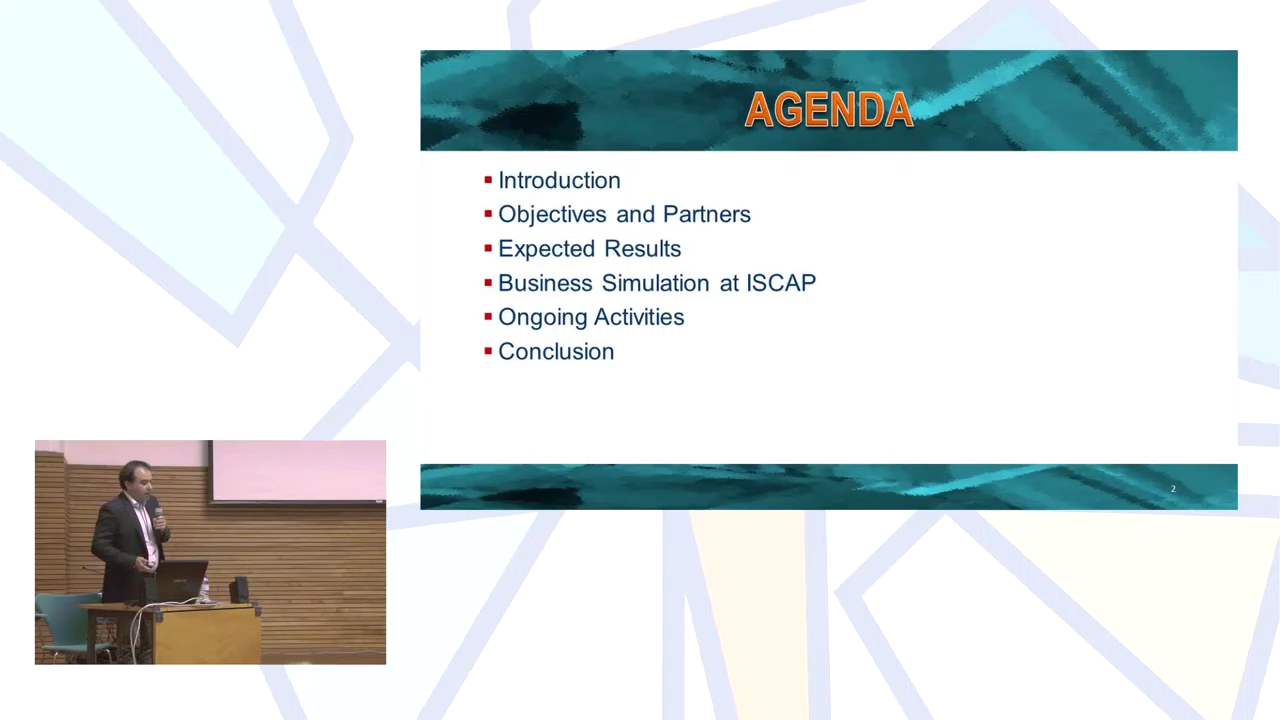 AGENDA
Introduction
Objectives and Partners
Expected Results
Business Simulation at ISCAP
Ongoing Activities
Conclusion
2